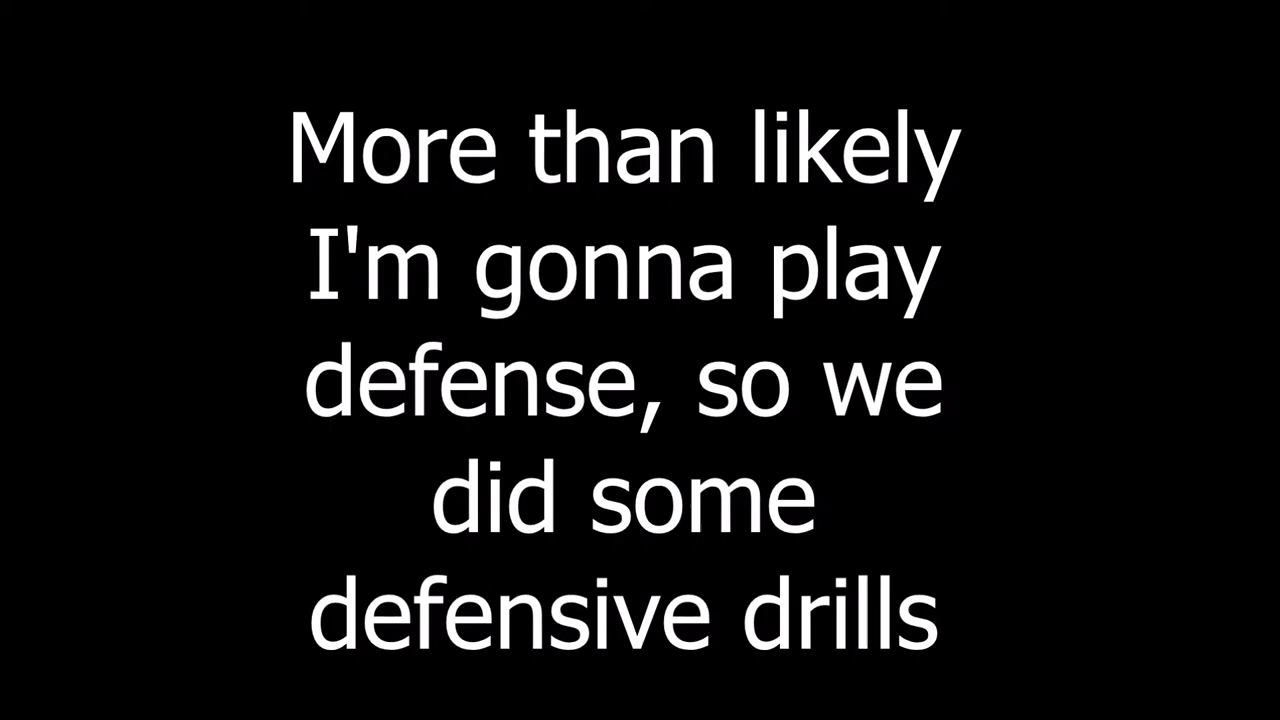 More than likely
I'm gonna play
defense, so we
did some
defensive drills